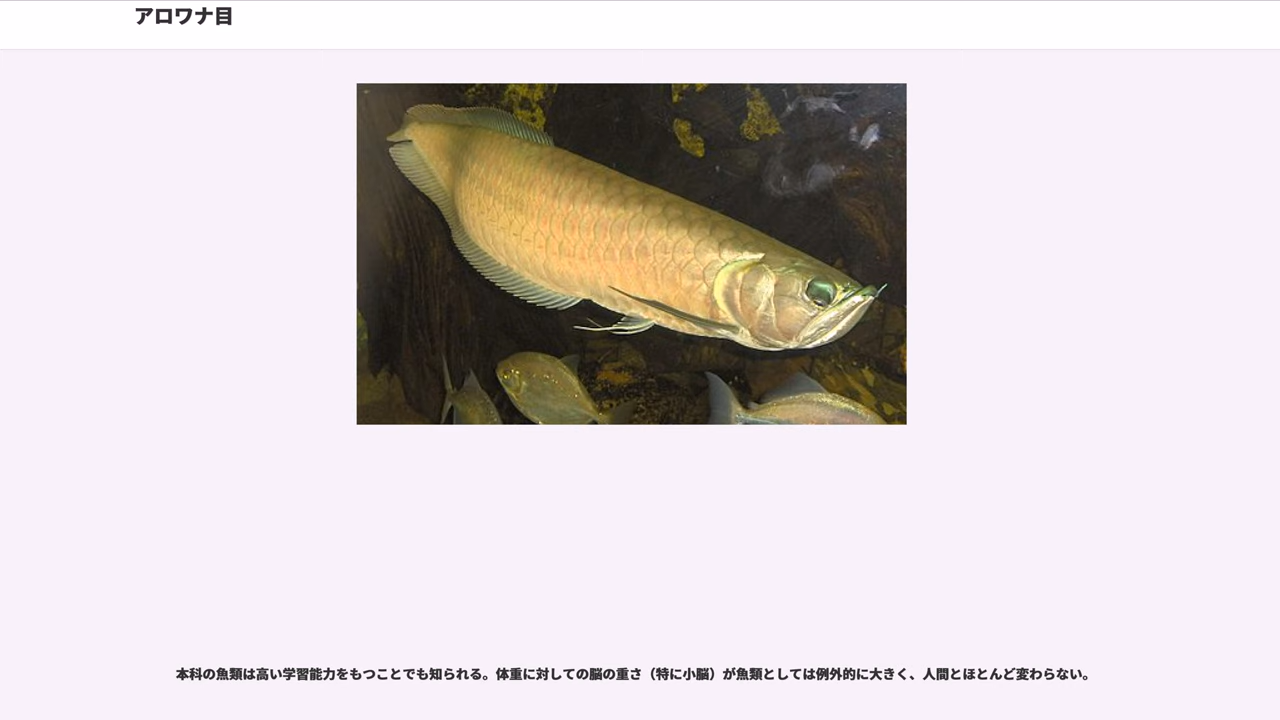 アロワナ目
本科の魚類は高い学習能力をもつことでも知られる。体重に対しての脳の重さ（特に小脳）が魚類としては例外的に大きく、人間とほとんど変わらない。